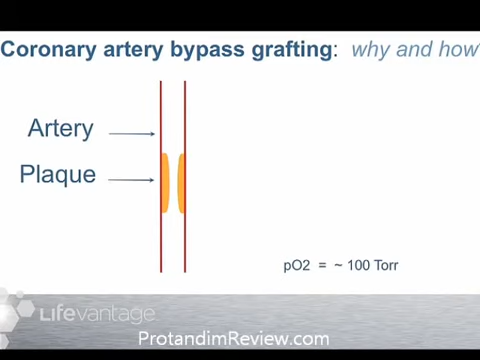 Coronary artery bypass grafting: why and how
Artery
Plaque
pO2 = ~ 100 Torr
Lifevantage
ProtandimReview.com